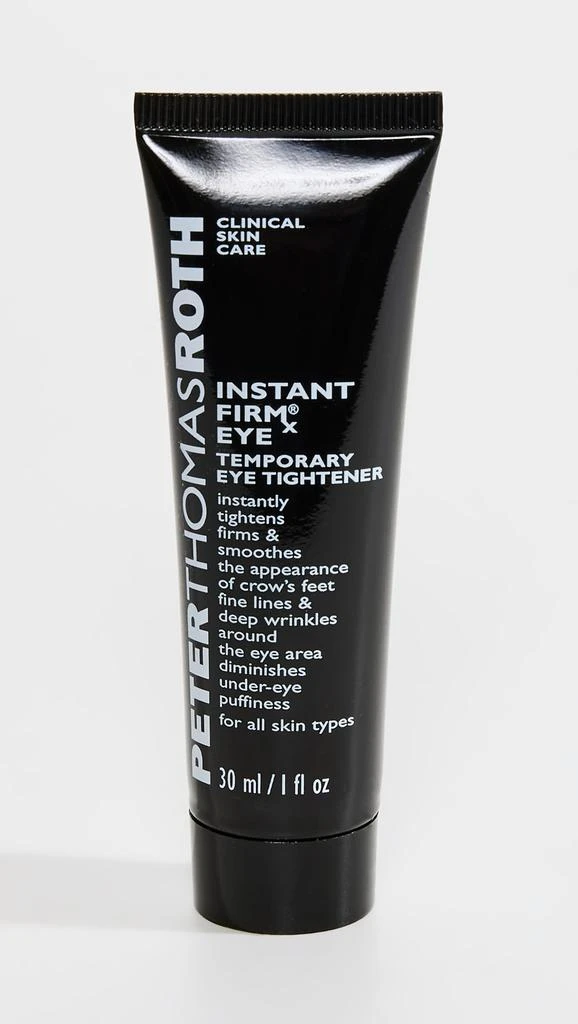 PETERTHOMASROTH
CLINICAL
SKIN
CARE
INSTANT
FIRMx®
EYE
TEMPORARY
EYE TIGHTENER
instantly
tightens
firms &
smoothes
the appearance
of crow's feet
fine lines &
deep wrinkles
around
the eye area
diminishes
under-eye
puffiness
for all skin types
30 ml / 1 fl oz